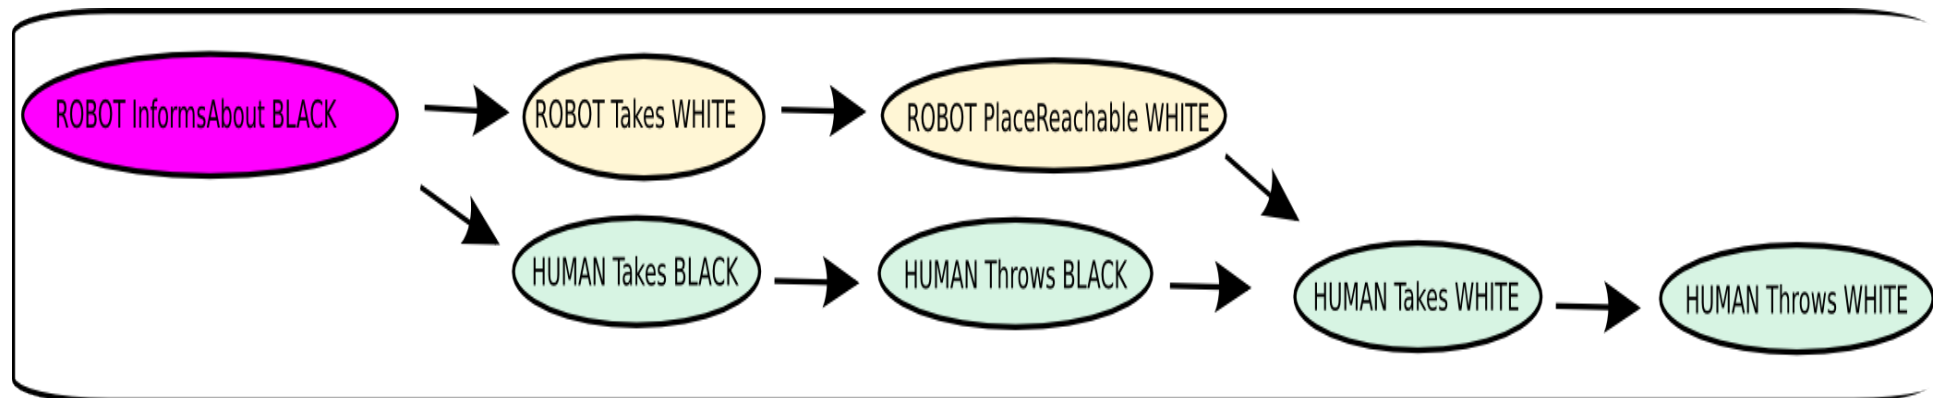 ROBOT InformsAbout BLACK
ROBOT Takes WHITE
ROBOT PlaceReachable WHITE
HUMAN Takes BLACK
HUMAN Throws BLACK
HUMAN Takes WHITE
HUMAN Throws WHITE